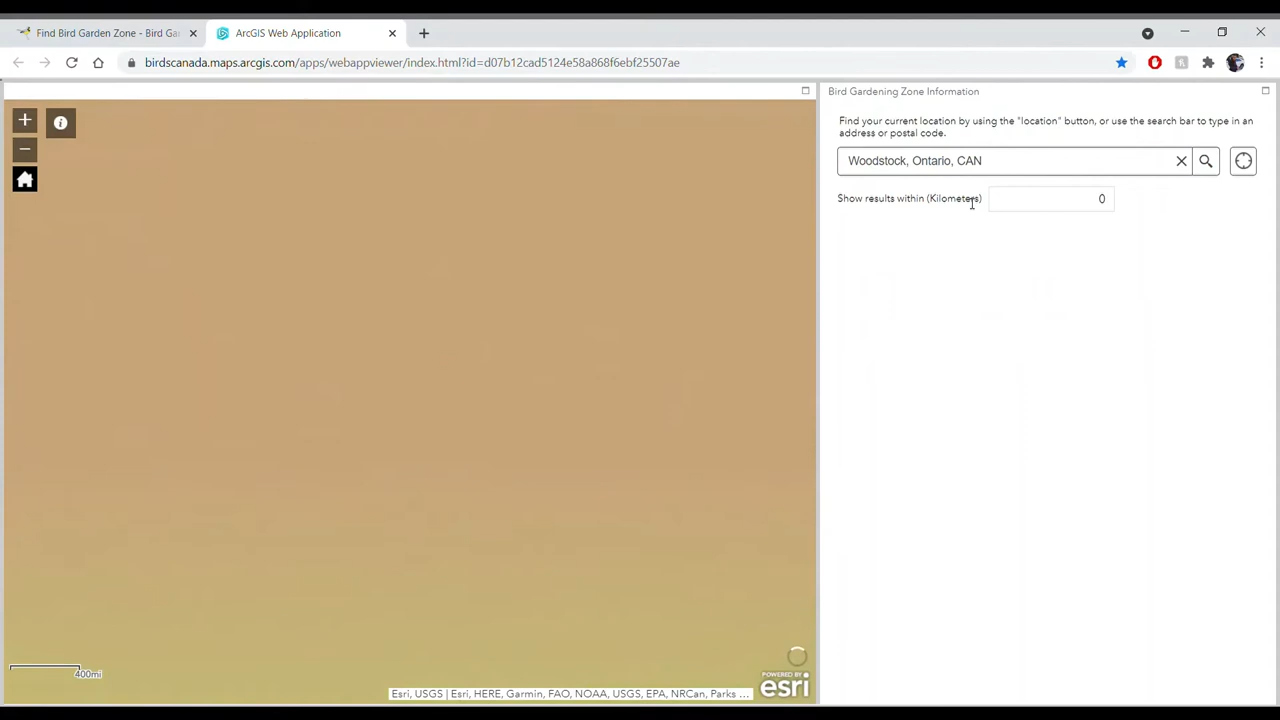 Find Bird Garden Zone - Bird Gar
ArcGIS Web Application
birdscanada.maps.arcgis.com/apps/webappviewer/index.html?id=d07b12cad5124e58a868f6ebf25507ae
Bird Gardening Zone Information
Find your current location by using the "location" button, or use the search bar to type in an
address or postal code.
Woodstock, Ontario, CAN
Show results within (Kilometers) 0
400mi
Esri, USGS | Esri, HERE, Garmin, FAO, NOAA, USGS, EPA, NRCan, Parks ...
POWERED BY
esri